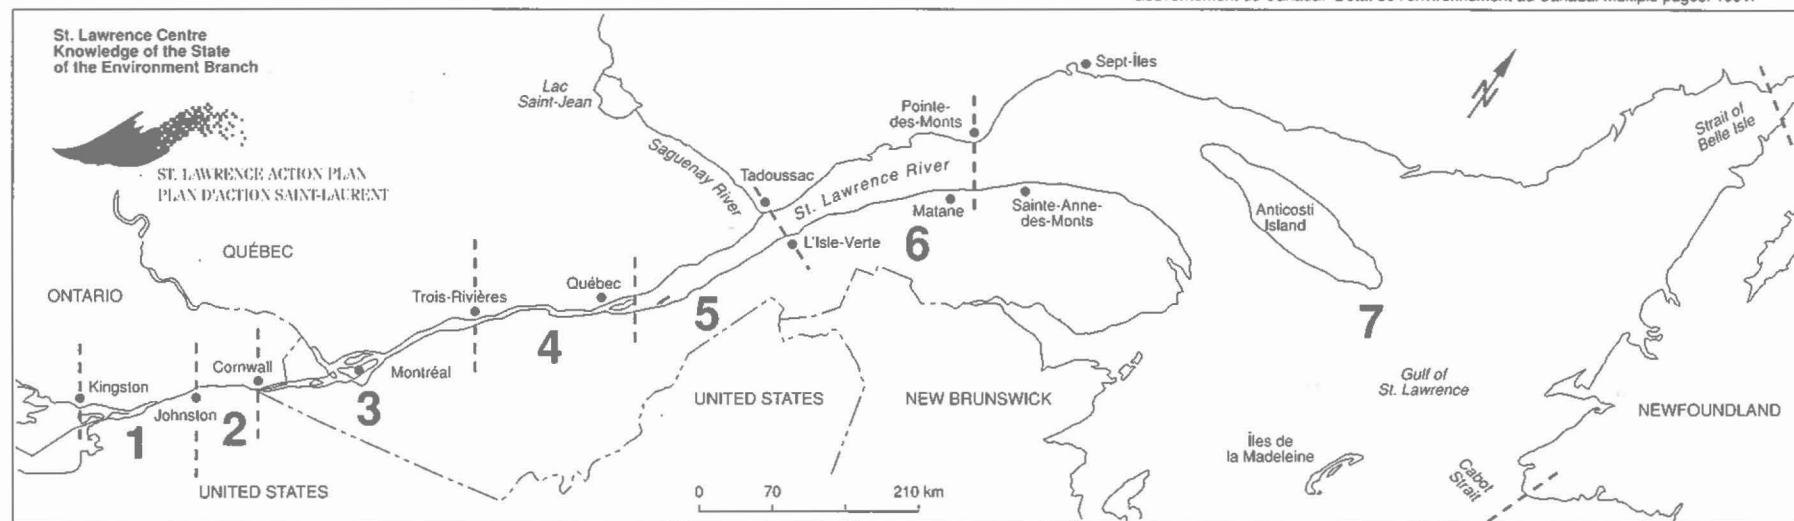 St. Lawrence Centre
Knowledge of the State
of the Environment Branch
ST. LAWRENCE ACTION PLAN
PLAN D'ACTION SAINT-LAURENT
Lac
Saint-Jean
Saguenay River
Tadoussac
St. Lawrence River
Pointe-
des-Monts
Sept-Îles
N
Strait of
Belle Isle
Matane
Sainte-Anne-
des-Monts
Anticosti
Island
L'Isle-Verte
QUÉBEC
ONTARIO
Trois-Rivières
Québec
Cornwall
Kingston
Johnston
Montréal
1
2
3
4
5
6
7
UNITED STATES
UNITED STATES
NEW BRUNSWICK
Gulf of
St. Lawrence
NEWFOUNDLAND
Îles de
la Madeleine
Cabot
Strait
0 70 210 km